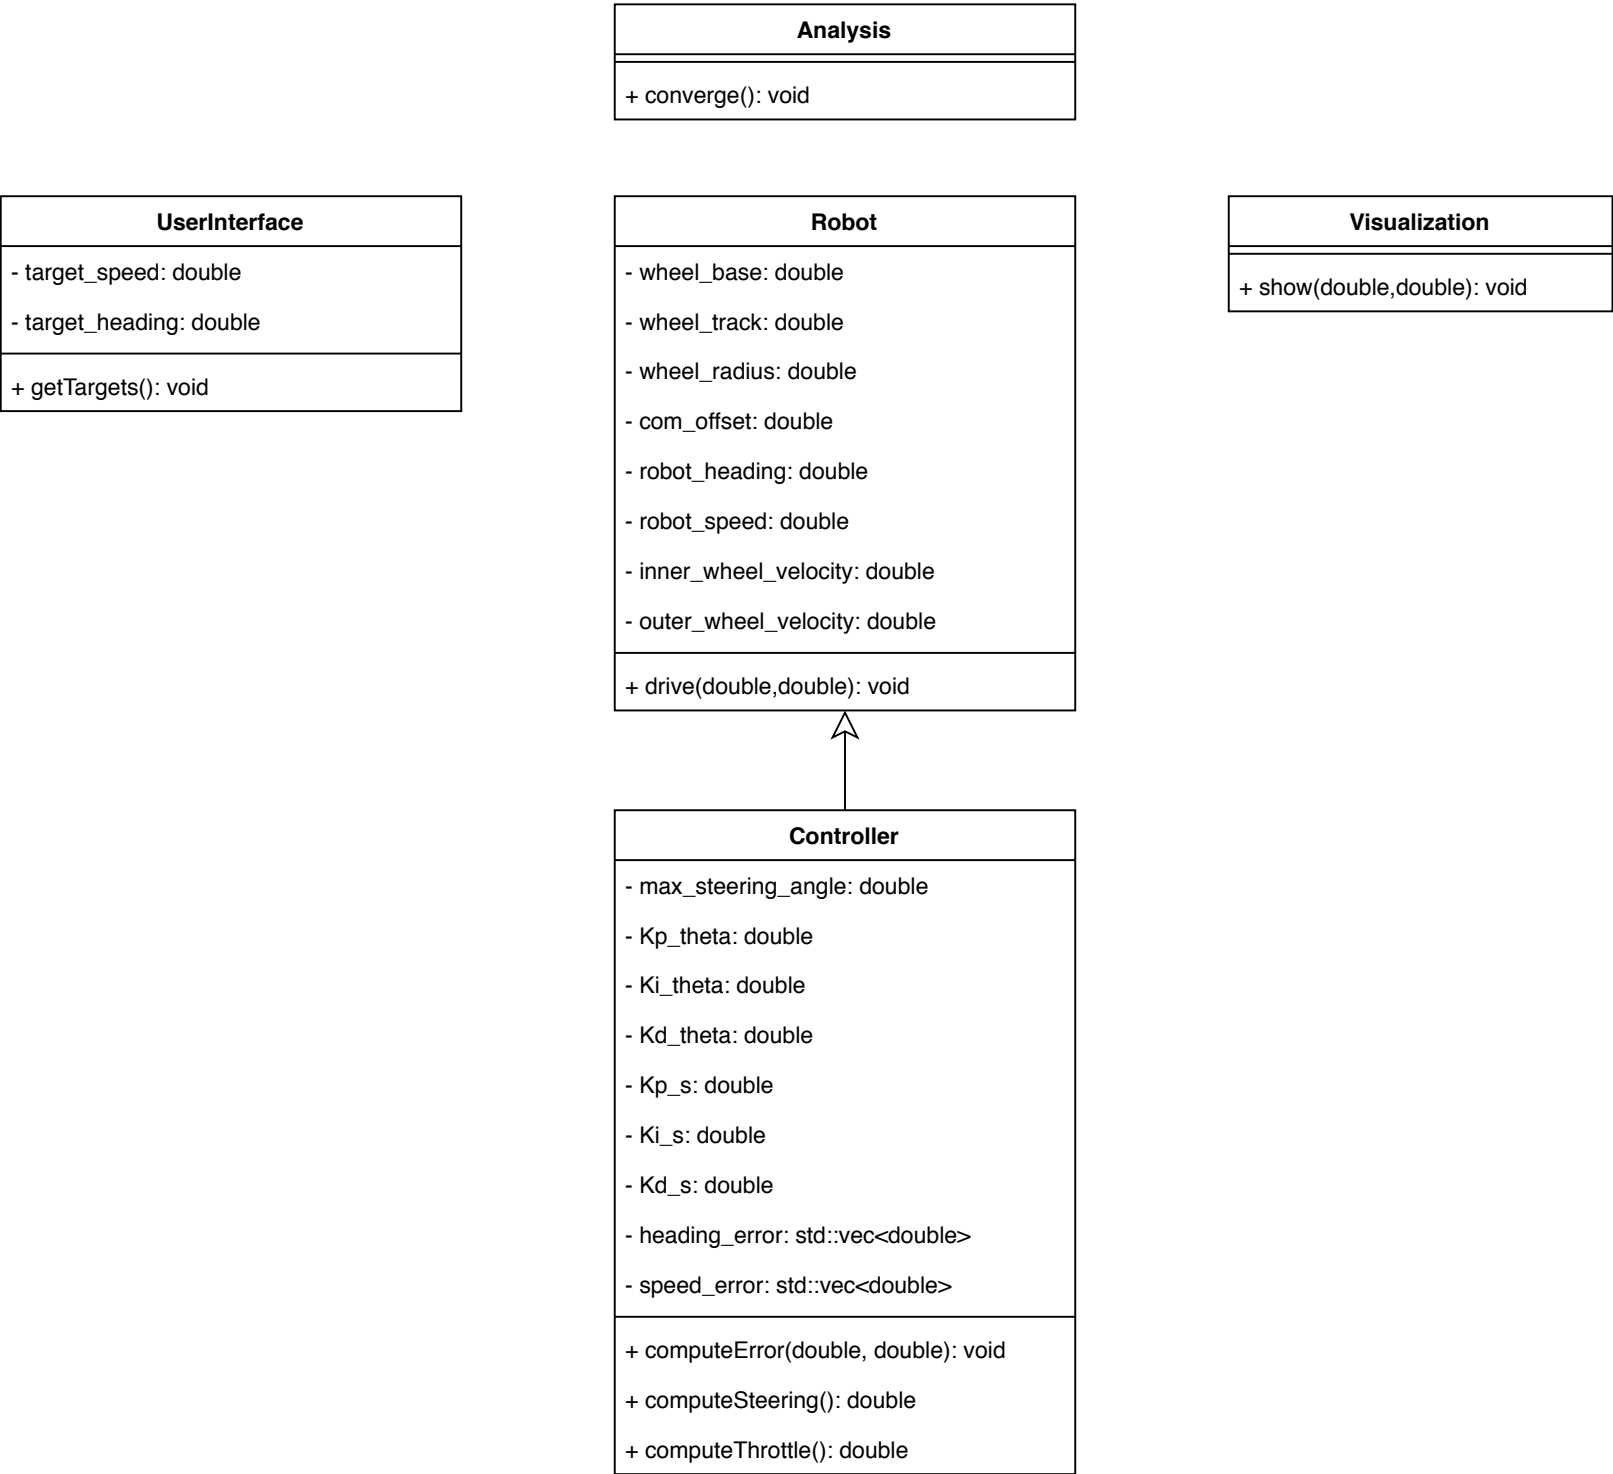 Analysis
+ converge(): void
UserInterface
- target_speed: double
- target_heading: double
+ getTargets(): void
Robot
- wheel_base: double
- wheel_track: double
- wheel_radius: double
- com_offset: double
- robot_heading: double
- robot_speed: double
- inner_wheel_velocity: double
- outer_wheel_velocity: double
+ drive(double,double): void
Visualization
+ show(double,double): void
Controller
- max_steering_angle: double
- Kp_theta: double
- Ki_theta: double
- Kd_theta: double
- Kp_s: double
- Ki_s: double
- Kd_s: double
- heading_error: std::vec<double>
- speed_error: std::vec<double>
+ computeError(double, double): void
+ computeSteering(): double
+ computeThrottle(): double